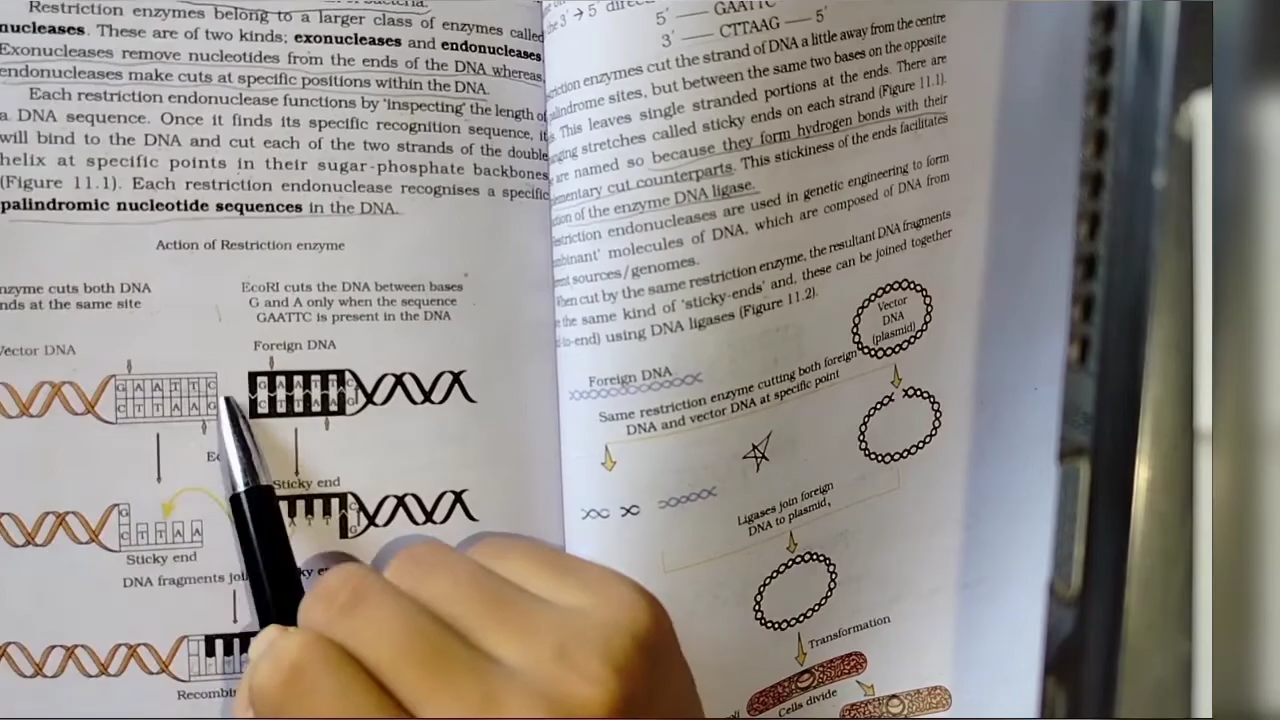 Restriction enzymes belong to a larger class of enzymes called
nucleases. These are of two kinds; exonucleases and endonucleases.
Exonucleases remove nucleotides from the ends of the DNA whereas,
endonucleases make cuts at specific positions within the DNA.
Each restriction endonuclease functions by 'inspecting' the length of
a DNA sequence. Once it finds its specific recognition sequence, it
will bind to the DNA and cut each of the two strands of the double
helix at specific points in their sugar-phosphate backbones
(Figure 11.1). Each restriction endonuclease recognises a specific
palindromic nucleotide sequences in the DNA.
Action of Restriction enzyme
nzyme cuts both DNA
nds at the same site
EcoRI cuts the DNA between bases
G and A only when the sequence
GAATTC is present in the DNA
Vector DNA
Foreign DNA
G A A T T C
C T T A A G
G A A T T C
C T T A A G
Sticky end
G
C T T A A
Sticky end
DNA fragments joi
ky e
Recombi
3' → 5' direc
5' —— GAATTC
3' —— CTTAAG —— 5'
riction enzymes cut the strand of DNA a little away from the centre
palindrome sites, but between the same two bases on the opposite
This leaves single stranded portions at the ends. There are
anging stretches called sticky ends on each strand (Figure 11.1).
are named so because they form hydrogen bonds with their
lementary cut counterparts. This stickiness of the ends facilitates
tion of the enzyme DNA ligase.
estriction endonucleases are used in genetic engineering to form
mbinant' molecules of DNA, which are composed of DNA from
ent sources/genomes.
hen cut by the same restriction enzyme, the resultant DNA fragments
e the same kind of 'sticky-ends' and, these can be joined together
d-to-end) using DNA ligases (Figure 11.2).
Vector
DNA
(plasmid)
Foreign DNA
Same restriction enzyme cutting both foreign
DNA and vector DNA at specific point
Ligases join foreign
DNA to plasmid,
Transformation
Cells divide